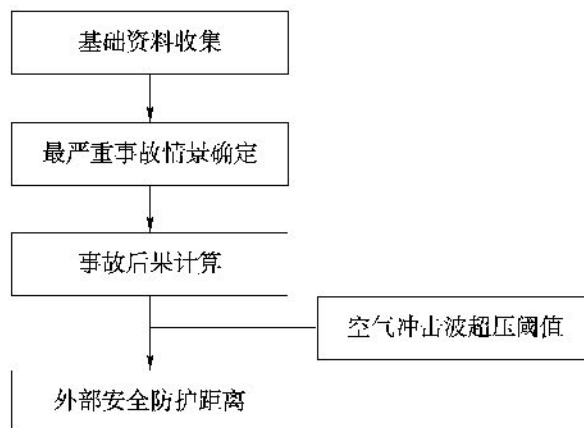 基础资料收集
最严重事故情景确定
事故后果计算
空气冲击波超压阈值
外部安全防护距离